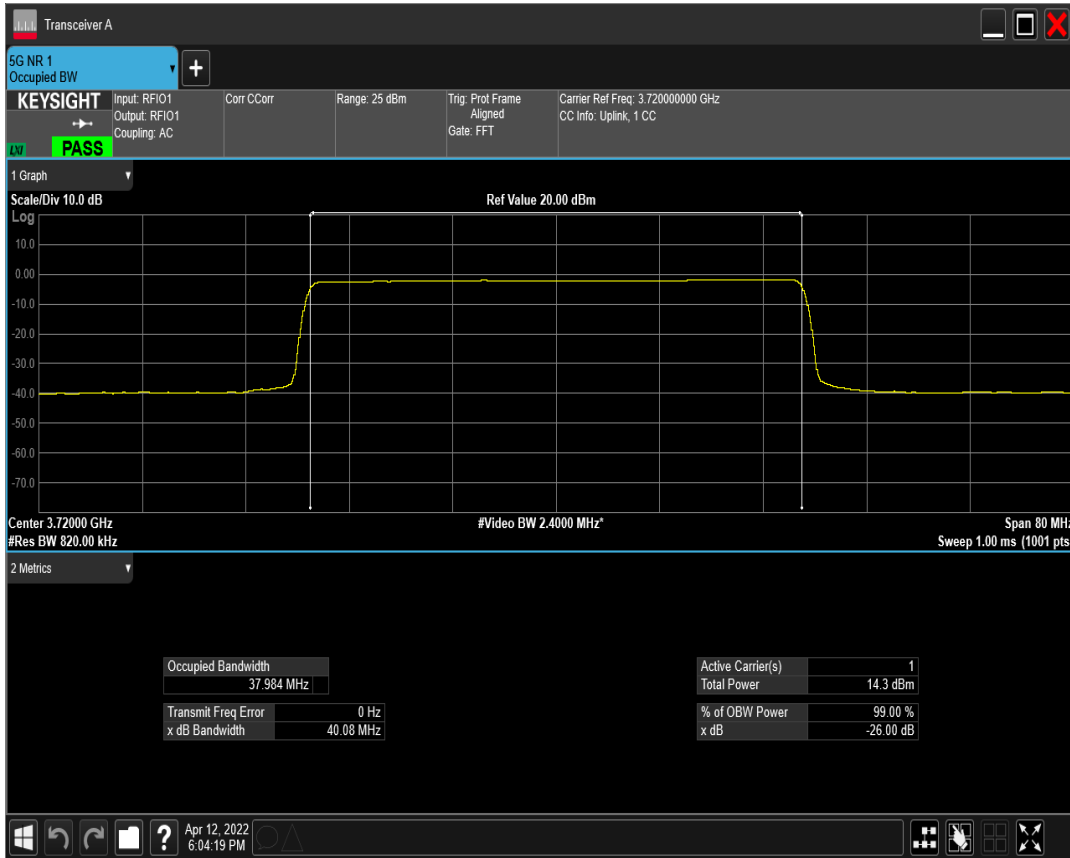 Transceiver A
5G NR 1
Occupied BW
KEYSIGHT
LXI
PASS
Input: RFIO1
Output: RFIO1
Coupling: AC
Corr CCorr
Range: 25 dBm
Trig: Prot Frame
Aligned
Gate: FFT
Carrier Ref Freq: 3.720000000 GHz
CC Info: Uplink, 1 CC
1 Graph
Scale/Div 10.0 dB
Ref Value 20.00 dBm
Log
10.0
0.00
-10.0
-20.0
-30.0
-40.0
-50.0
-60.0
-70.0
Center 3.72000 GHz
#Video BW 2.4000 MHz*
Span 80 MHz
#Res BW 820.00 kHz
Sweep 1.00 ms (1001 pts
2 Metrics
Occupied Bandwidth
37.984 MHz
Transmit Freq Error 0 Hz
x dB Bandwidth 40.08 MHz
Active Carrier(s) 1
Total Power 14.3 dBm
% of OBW Power 99.00 %
x dB -26.00 dB
?
Apr 12, 2022
6:04:19 PM